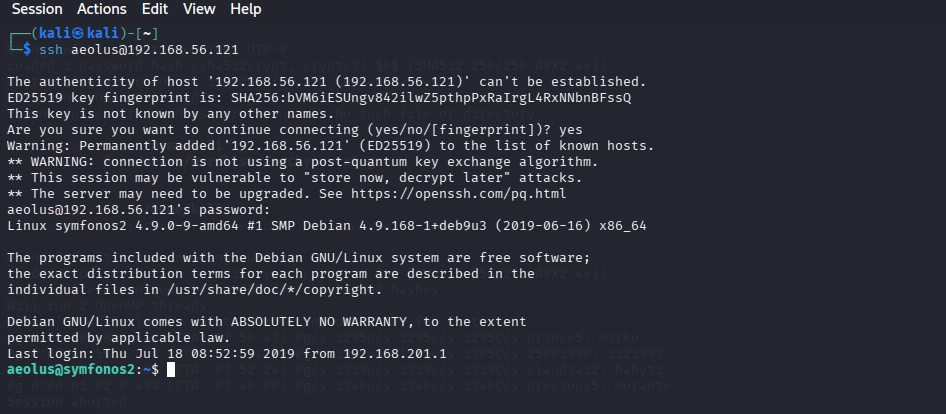 Session Actions Edit View Help
┌──(kali㉿kali)-[~]
└─$ ssh aeolus@192.168.56.121
The authenticity of host '192.168.56.121 (192.168.56.121)' can't be established.
ED25519 key fingerprint is: SHA256:bVM6iESUngv842ilwZ5pthpPxRaIrgL4RxNNbnBFssQ
This key is not known by any other names.
Are you sure you want to continue connecting (yes/no/[fingerprint])? yes
Warning: Permanently added '192.168.56.121' (ED25519) to the list of known hosts.
** WARNING: connection is not using a post-quantum key exchange algorithm.
** This session may be vulnerable to "store now, decrypt later" attacks.
** The server may need to be upgraded. See https://openssh.com/pq.html
aeolus@192.168.56.121's password:
Linux symfonos2 4.9.0-9-amd64 #1 SMP Debian 4.9.168-1+deb9u3 (2019-06-16) x86_64
The programs included with the Debian GNU/Linux system are free software;
the exact distribution terms for each program are described in the
individual files in /usr/share/doc/*/copyright.
Debian GNU/Linux comes with ABSOLUTELY NO WARRANTY, to the extent
permitted by applicable law.
Last login: Thu Jul 18 08:52:59 2019 from 192.168.201.1
aeolus@symfonos2:~$
Session aborted